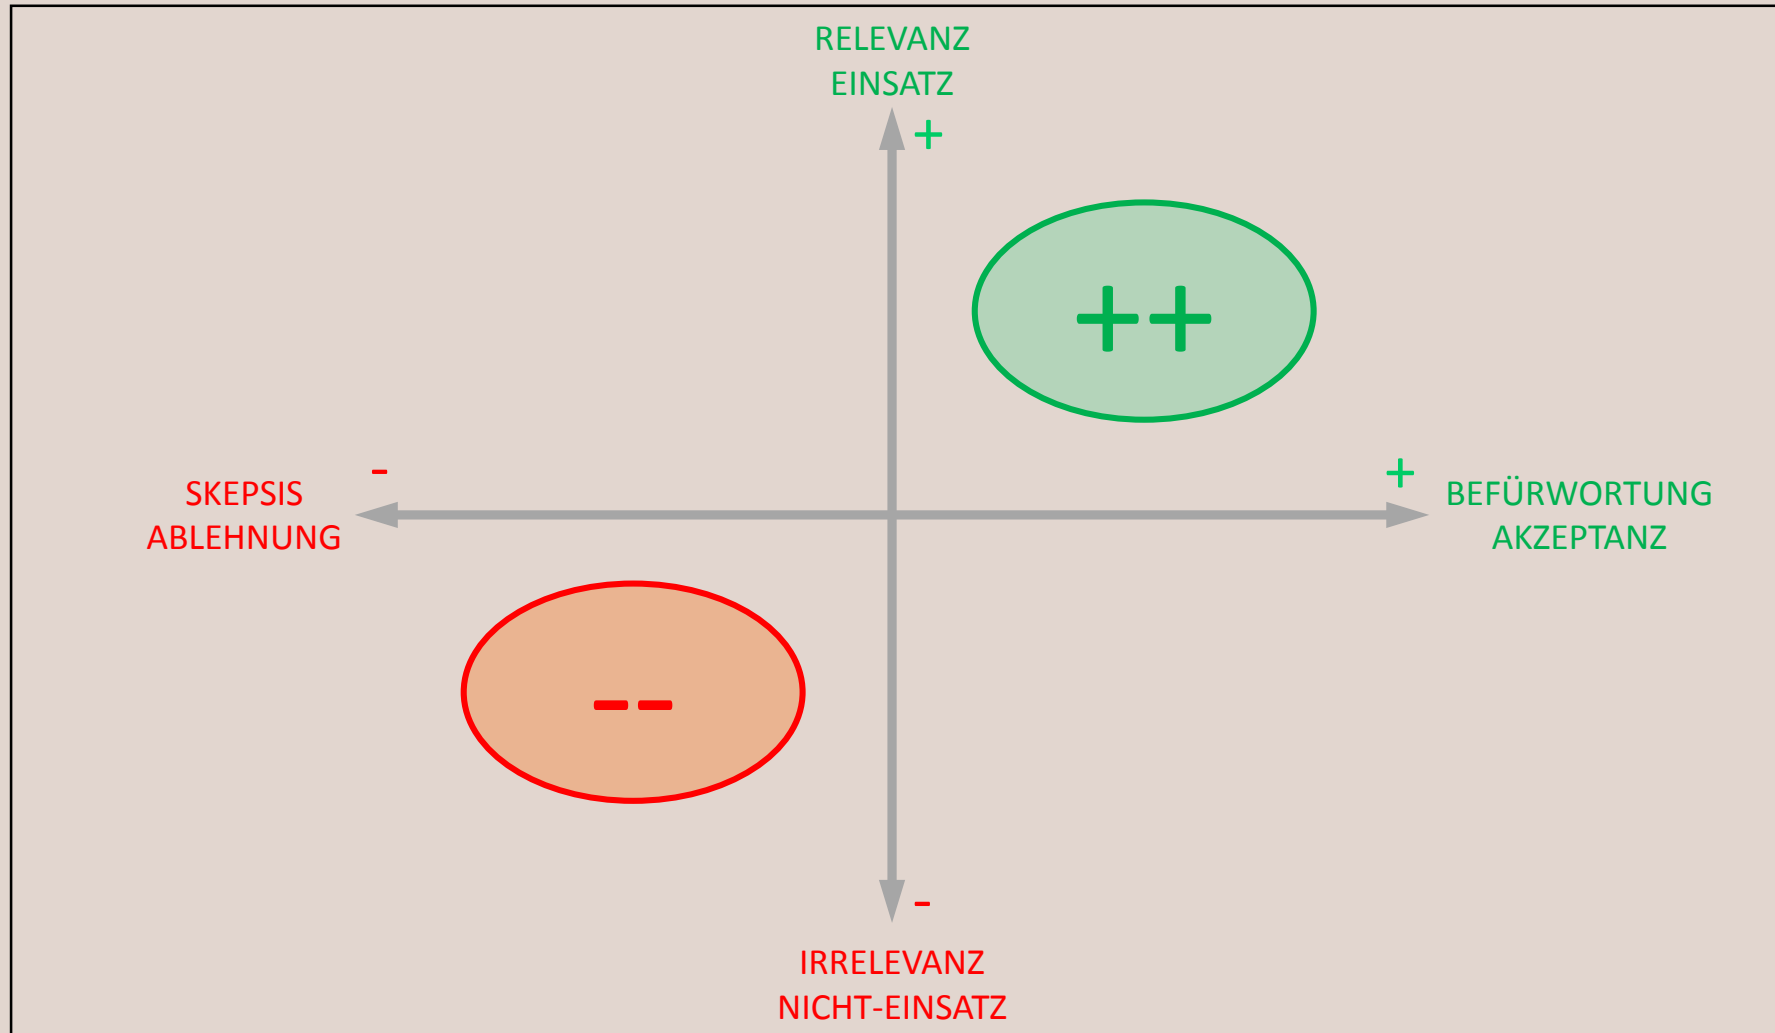 RELEVANZ
EINSATZ
+
++
-
+
SKEPSIS
ABLEHNUNG
BEFÜRWORTUNG
AKZEPTANZ
--
-
IRRELEVANZ
NICHT-EINSATZ